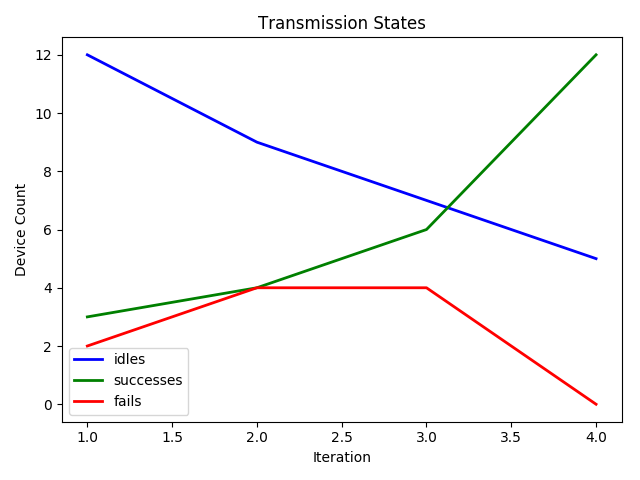 Transmission States
Device Count
12
10
8
6
4
2
0
idles
successes
fails
1.0 1.5 2.0 2.5 3.0 3.5 4.0
Iteration